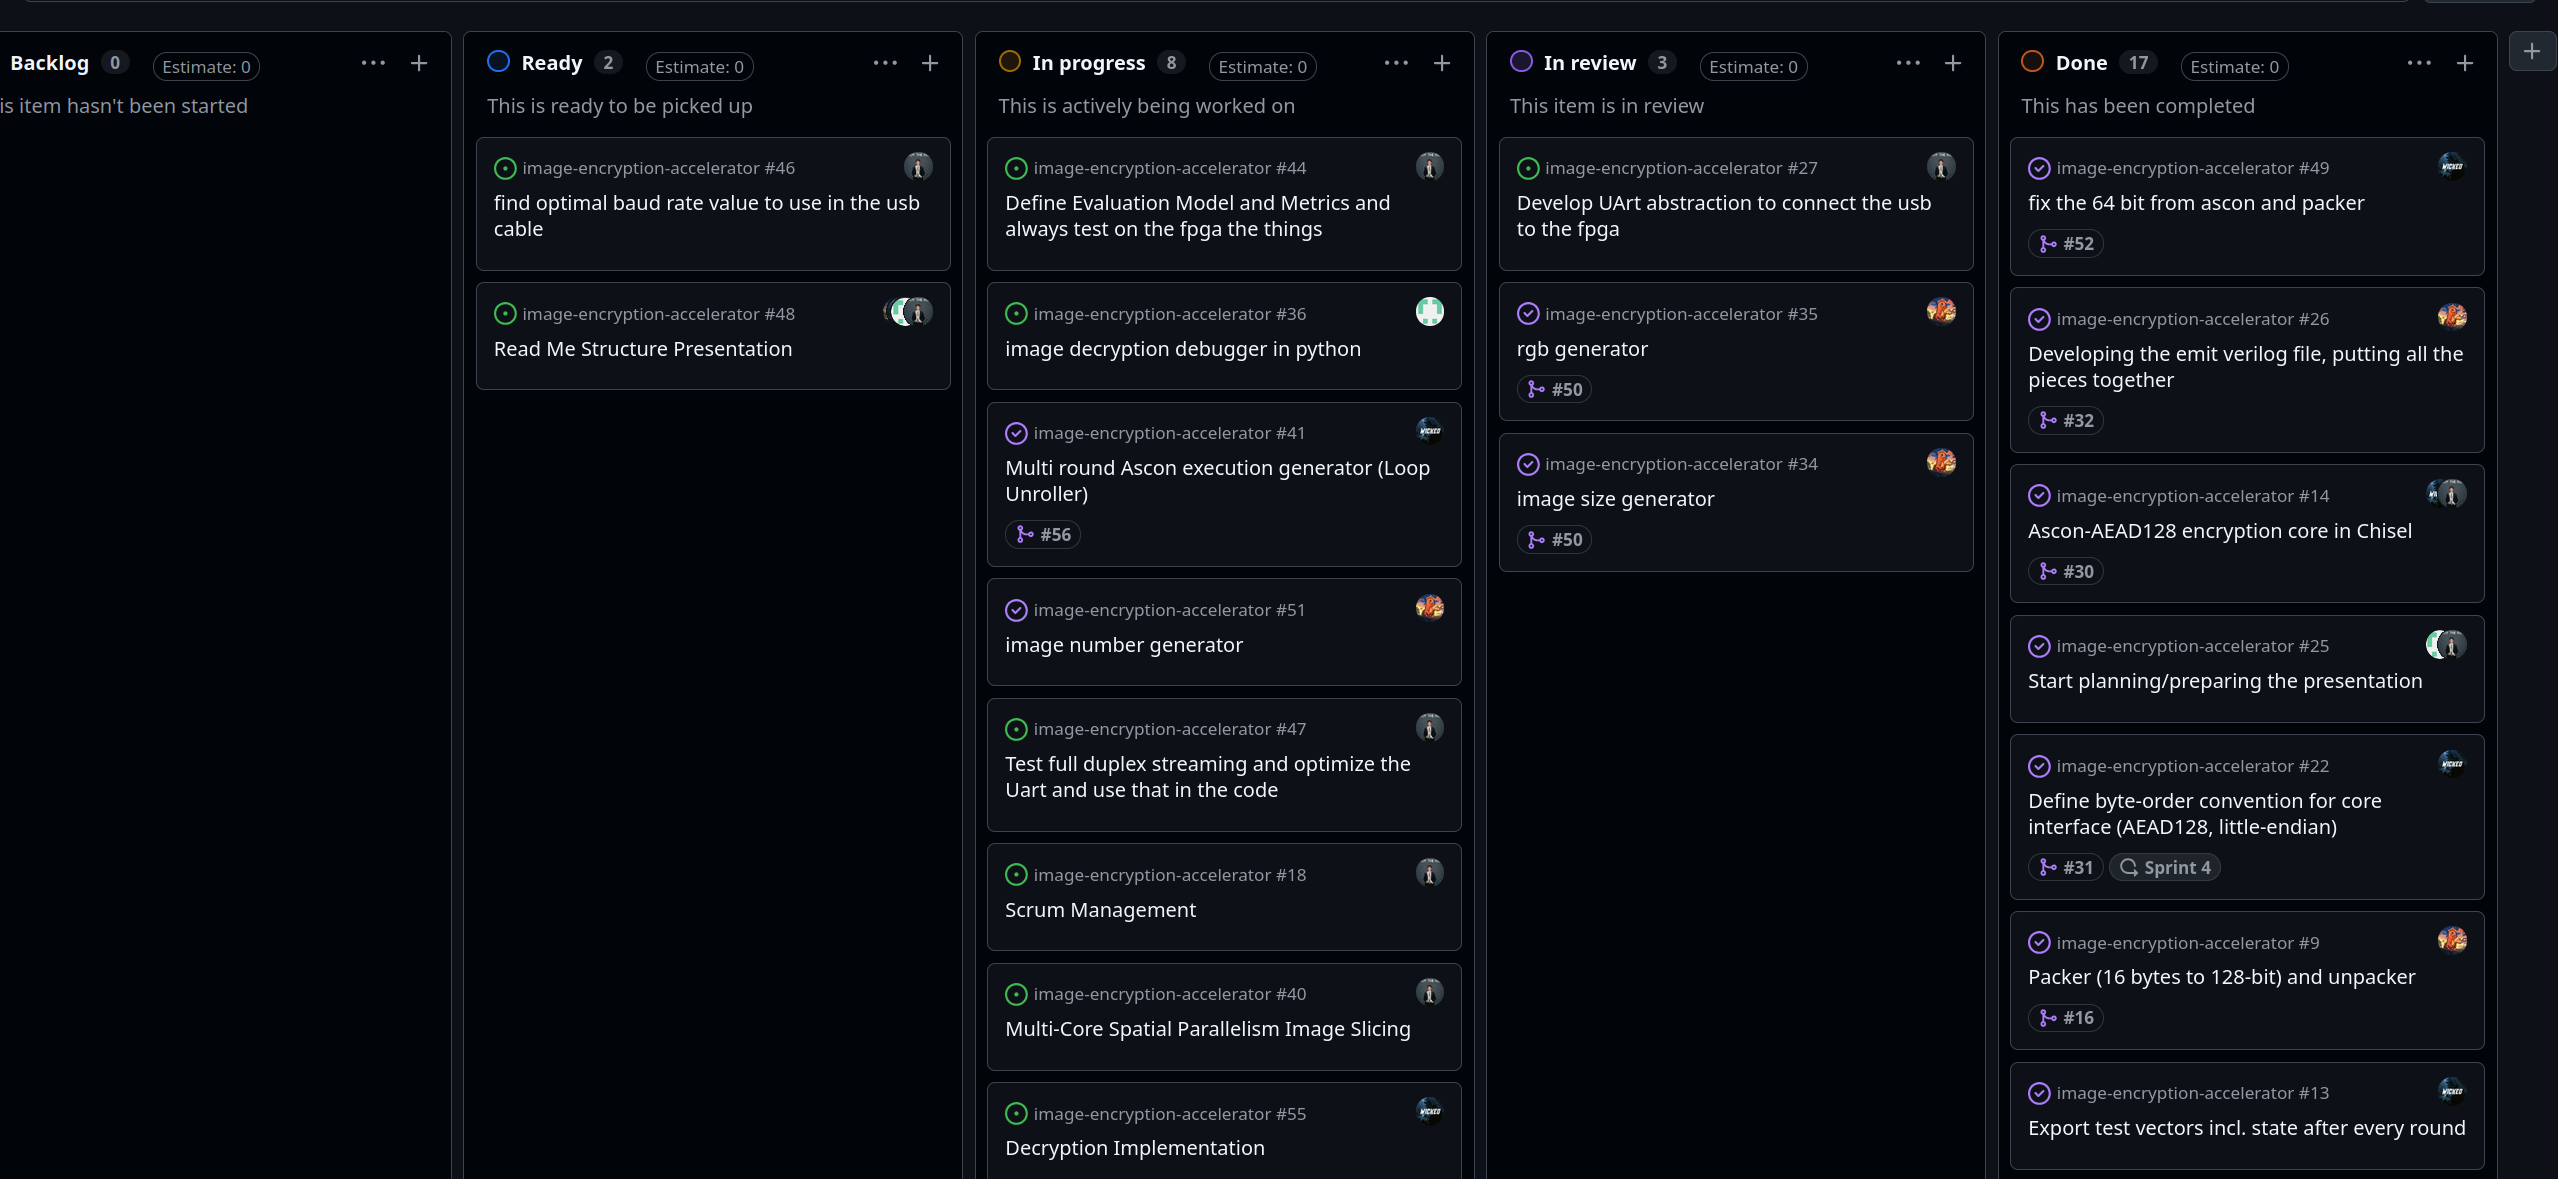 Backlog 0 Estimate: 0
is item hasn't been started
Ready 2 Estimate: 0
This is ready to be picked up
image-encryption-accelerator #46
find optimal baud rate value to use in the usb
cable
image-encryption-accelerator #48
Read Me Structure Presentation
In progress 8 Estimate: 0
This is actively being worked on
image-encryption-accelerator #44
Define Evaluation Model and Metrics and
always test on the fpga the things
image-encryption-accelerator #36
image decryption debugger in python
image-encryption-accelerator #41
Multi round Ascon execution generator (Loop
Unroller)
#56
image-encryption-accelerator #51
image number generator
image-encryption-accelerator #47
Test full duplex streaming and optimize the
Uart and use that in the code
image-encryption-accelerator #18
Scrum Management
image-encryption-accelerator #40
Multi-Core Spatial Parallelism Image Slicing
image-encryption-accelerator #55
Decryption Implementation
In review 3 Estimate: 0
This item is in review
image-encryption-accelerator #27
Develop UArt abstraction to connect the usb
to the fpga
image-encryption-accelerator #35
rgb generator
#50
image-encryption-accelerator #34
image size generator
#50
Done 17 Estimate: 0
This has been completed
image-encryption-accelerator #49
fix the 64 bit from ascon and packer
#52
image-encryption-accelerator #26
Developing the emit verilog file, putting all the
pieces together
#32
image-encryption-accelerator #14
Ascon-AEAD128 encryption core in Chisel
#30
image-encryption-accelerator #25
Start planning/preparing the presentation
image-encryption-accelerator #22
Define byte-order convention for core
interface (AEAD128, little-endian)
#31 Sprint 4
image-encryption-accelerator #9
Packer (16 bytes to 128-bit) and unpacker
#16
image-encryption-accelerator #13
Export test vectors incl. state after every round